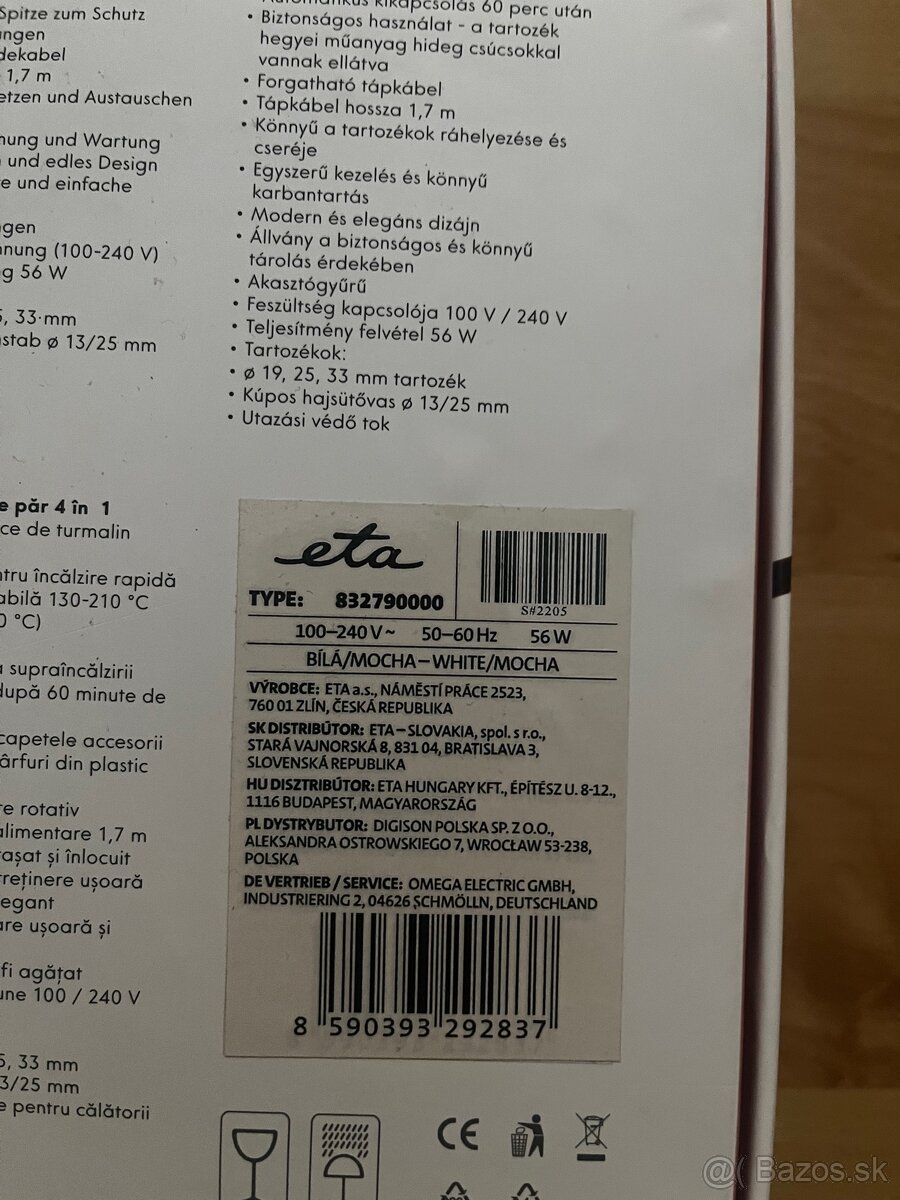 Spitze zum Schutz
ngen
dekabel
1,7 m
etzen und Austauschen
nung und Wartung
und edles Design
e und einfache
gen
nnung (100-240 V)
g 56 W
5, 33 mm
stab ø 13/25 mm
e păr 4 în 1
ce de turmalin
ntru încălzire rapidă
abilă 130-210 °C
0 °C)
a supraîncălzirii
după 60 minute de
capetele accesorii
ârfuri din plastic
re rotativ
alimentare 1,7 m
rașat și înlocuit
treținere ușoară
egant
are ușoară și
fi agățat
une 100 / 240 V
5, 33 mm
3/25 mm
e pentru călătorii
Automatikus kikapcsolás 60 perc után
• Biztonságos használat - a tartozék
hegyei műanyag hideg csúcsokkal
vannak ellátva
• Forgatható tápkábel
• Tápkábel hossza 1,7 m
• Könnyű a tartozékok ráhelyezése és
cseréje
• Egyszerű kezelés és könnyű
karbantartás
• Modern és elegáns dizájn
• Állvány a biztonságos és könnyű
tárolás érdekében
• Akasztógyűrű
• Feszültség kapcsolója 100 V / 240 V
• Teljesítmény felvétel 56 W
• Tartozékok:
• ø 19, 25, 33 mm tartozék
• Kúpos hajsütővas ø 13/25 mm
• Utazási védő tok
eta
S#2205
TYPE: 832790000
100–240 V~ 50–60 Hz 56 W
BÍLÁ/MOCHA – WHITE/MOCHA
VÝROBCE: ETA a.s., NÁMĚSTÍ PRÁCE 2523,
760 01 ZLÍN, ČESKÁ REPUBLIKA
SK DISTRIBÚTOR: ETA – SLOVAKIA, spol. s r.o.,
STARÁ VAJNORSKÁ 8, 831 04, BRATISLAVA 3,
SLOVENSKÁ REPUBLIKA
HU DISZTRIBÚTOR: ETA HUNGARY KFT., ÉPÍTÉSZ U. 8-12.,
1116 BUDAPEST, MAGYARORSZÁG
PL DYSTRYBUTOR: DIGISON POLSKA SP. Z O.O.,
ALEKSANDRA OSTROWSKIEGO 7, WROCŁAW 53-238,
POLSKA
DE VERTRIEB / SERVICE: OMEGA ELECTRIC GMBH,
INDUSTRIERING 2, 04626 SCHMÖLLN, DEUTSCHLAND
8 590393 292837
CE
@( Bazos.sk